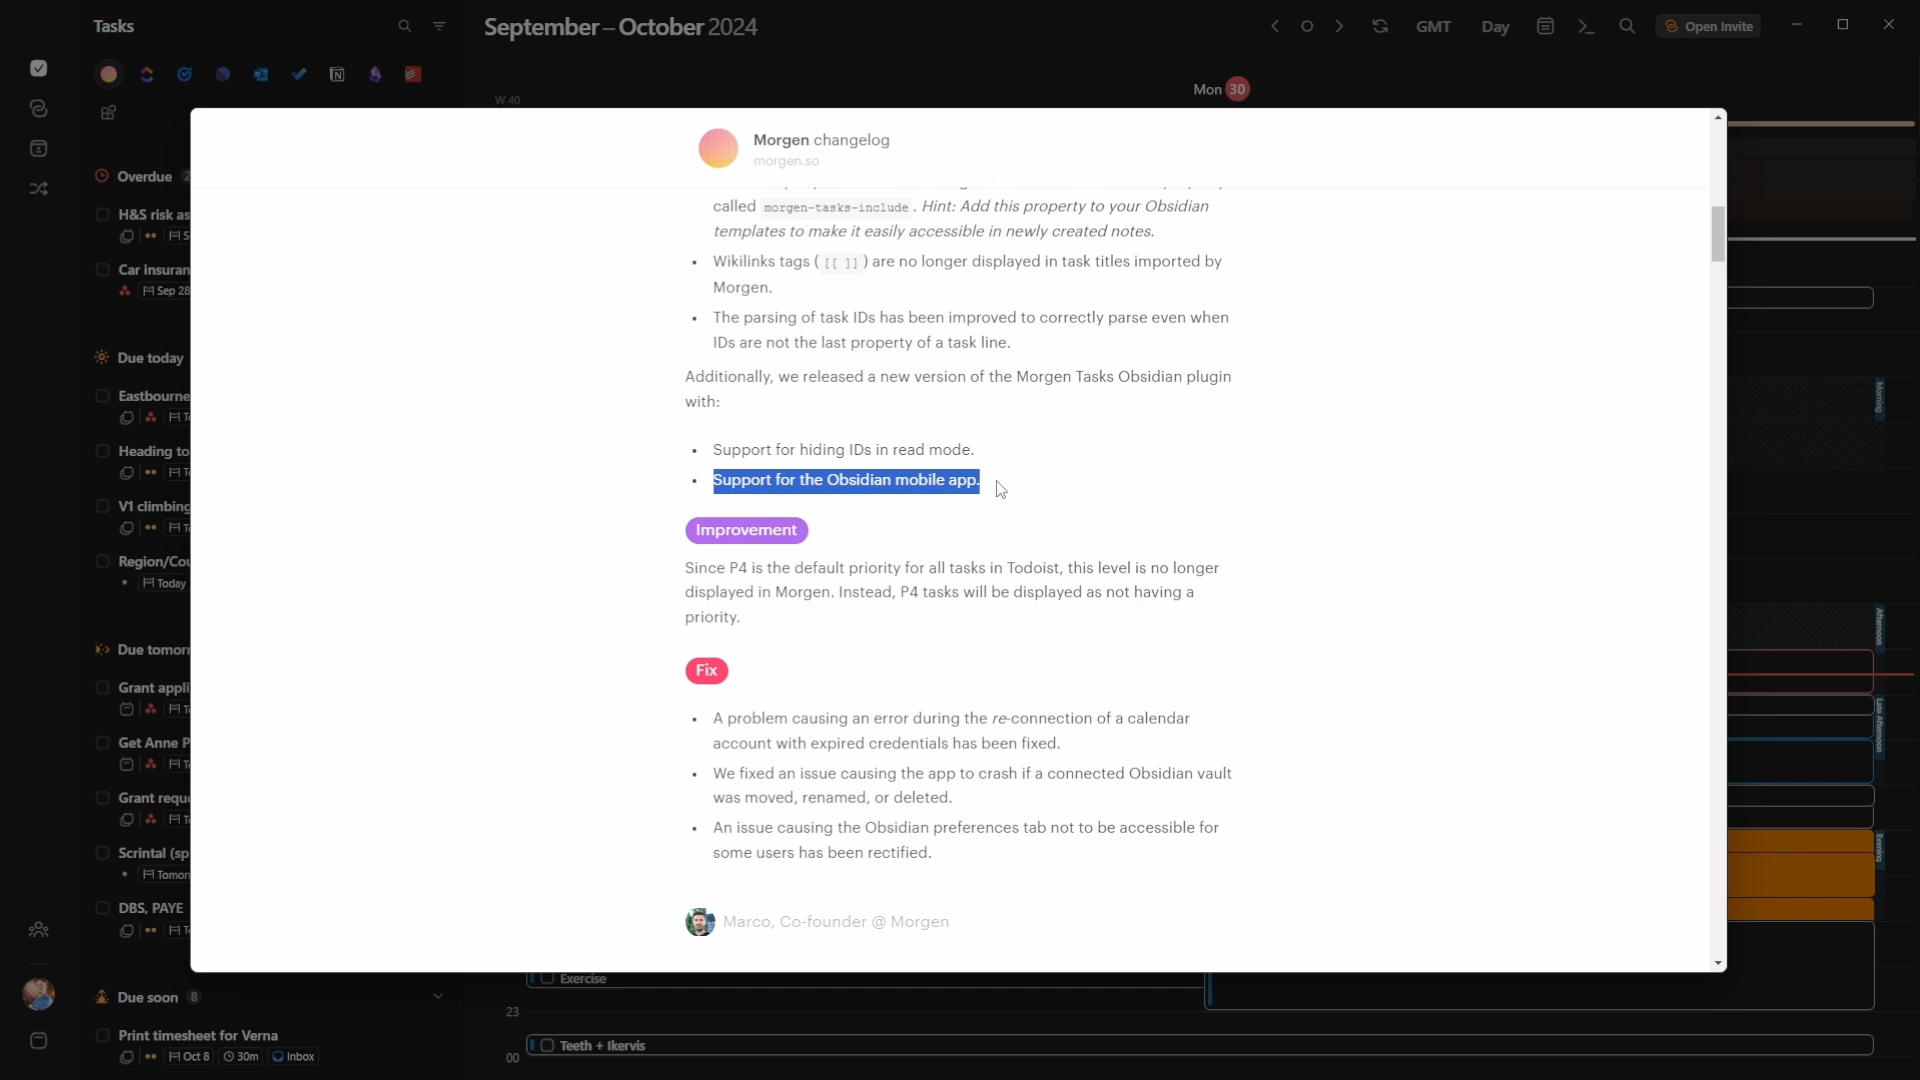 Tasks
September – October 2024
GMT
Day
Open Invite
Mon 30
W 40
Overdue
H&S risk as
Car insuran
Sep 28
Due today
Eastbourne
Heading to
V1 climbing
Region/Cou
Today
Due tomorr
Grant appli
Get Anne P
Grant reque
Scrintal (sp
Tomorr
DBS, PAYE
Due soon 8
Print timesheet for Verna
Oct 8 30m Inbox
Morgen changelog
morgen.so
called morgen-tasks-include . Hint: Add this property to your Obsidian
templates to make it easily accessible in newly created notes.
• Wikilinks tags ( [[ ]] ) are no longer displayed in task titles imported by
Morgen.
• The parsing of task IDs has been improved to correctly parse even when
IDs are not the last property of a task line.
Additionally, we released a new version of the Morgen Tasks Obsidian plugin
with:
• Support for hiding IDs in read mode.
• Support for the Obsidian mobile app.
Improvement
Since P4 is the default priority for all tasks in Todoist, this level is no longer
displayed in Morgen. Instead, P4 tasks will be displayed as not having a
priority.
Fix
• A problem causing an error during the re-connection of a calendar
account with expired credentials has been fixed.
• We fixed an issue causing the app to crash if a connected Obsidian vault
was moved, renamed, or deleted.
• An issue causing the Obsidian preferences tab not to be accessible for
some users has been rectified.
Marco, Co-founder @ Morgen
Morning
Afternoon
Late Afternoon
Evening
Exercise
23
Teeth + Ikervis
00